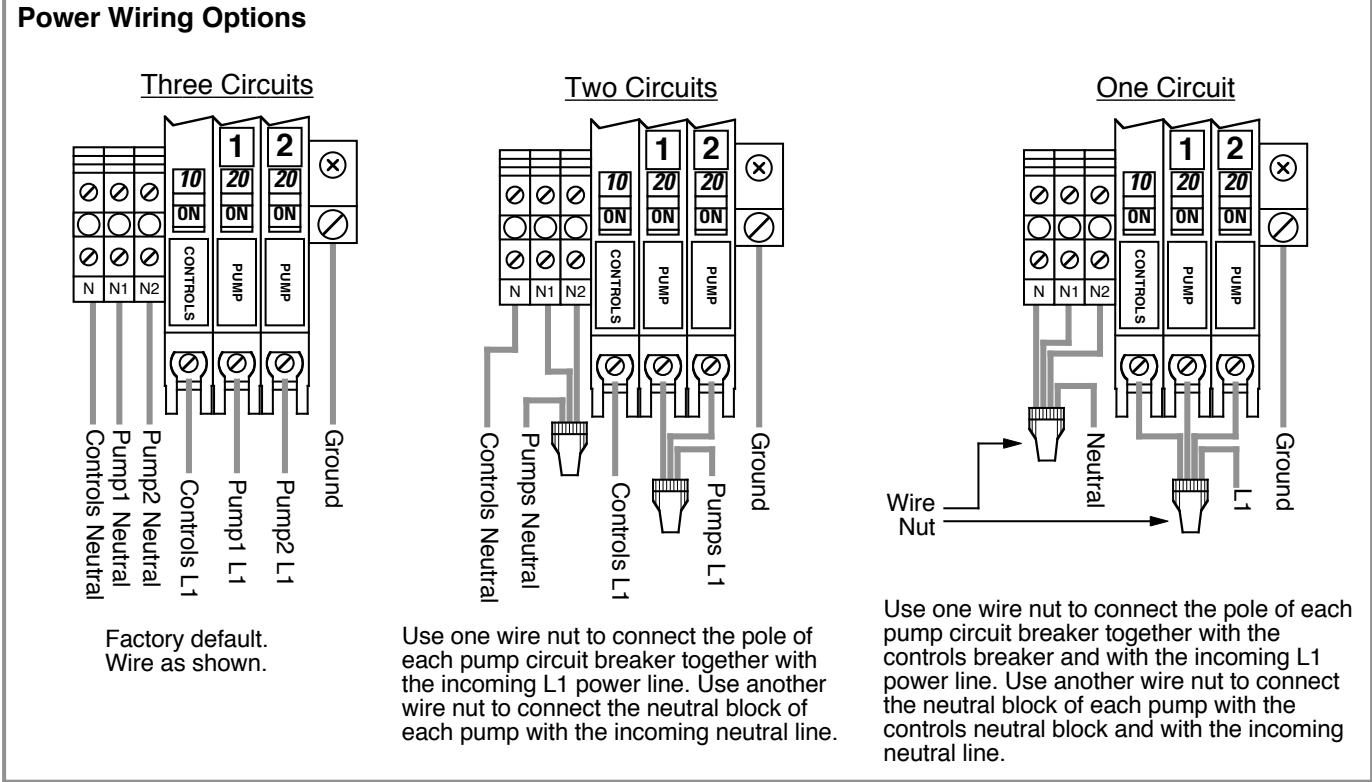 Power Wiring Options
Three Circuits
1 2
10 20 20
ON ON ON
CONTROLS PUMP PUMP
N N1 N2
Controls Neutral
Pump1 Neutral
Pump2 Neutral
Controls L1
Pump1 L1
Pump2 L1
Ground
Factory default.
Wire as shown.
Two Circuits
1 2
10 20 20
ON ON ON
CONTROLS PUMP PUMP
N N1 N2
Controls Neutral
Pumps Neutral
Controls L1
Pumps L1
Ground
Use one wire nut to connect the pole of
each pump circuit breaker together with
the incoming L1 power line. Use another
wire nut to connect the neutral block of
each pump with the incoming neutral line.
One Circuit
1 2
10 20 20
ON ON ON
CONTROLS PUMP PUMP
N N1 N2
Neutral
L1
Ground
Wire
Nut
Use one wire nut to connect the pole of each
pump circuit breaker together with the
controls breaker and with the incoming L1
power line. Use another wire nut to connect
the neutral block of each pump with the
controls neutral block and with the incoming
neutral line.